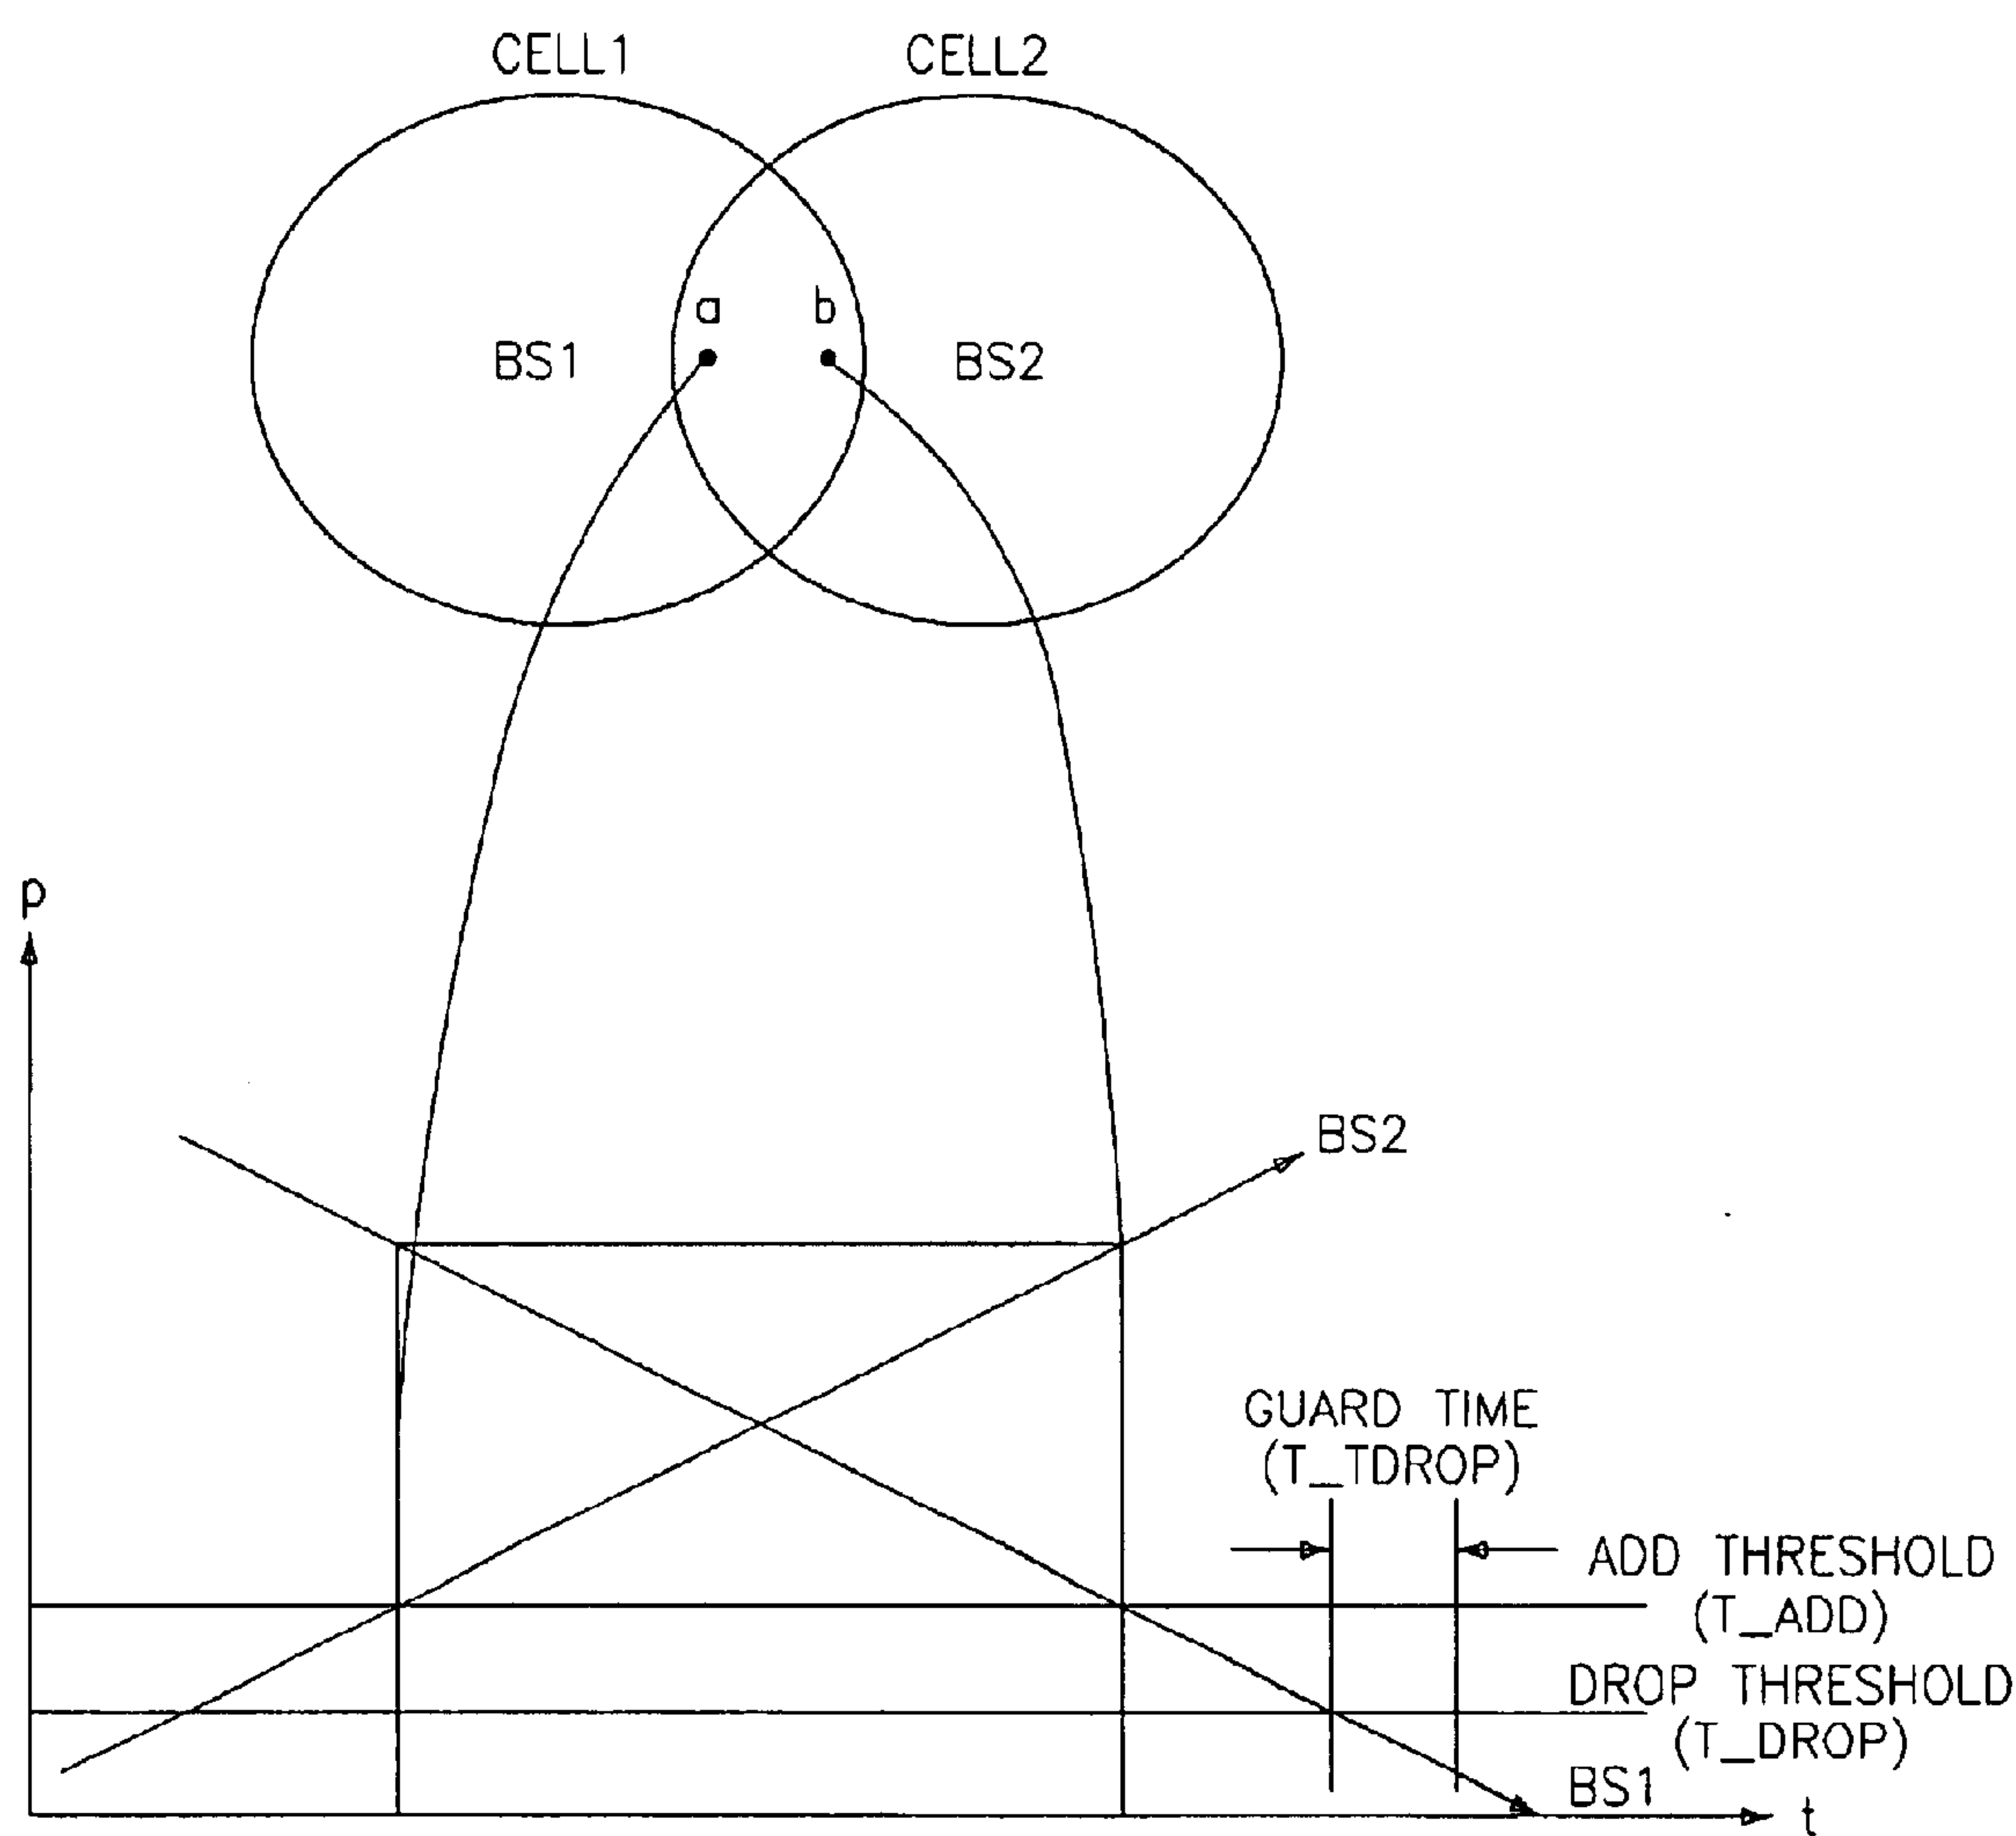 CELL1
CELL2
a
b
BS1
BS2
p
BS2
GUARD TIME
(T_TDROP)
ADD THRESHOLD
(T_ADD)
DROP THRESHOLD
(T_DROP)
BS1
t